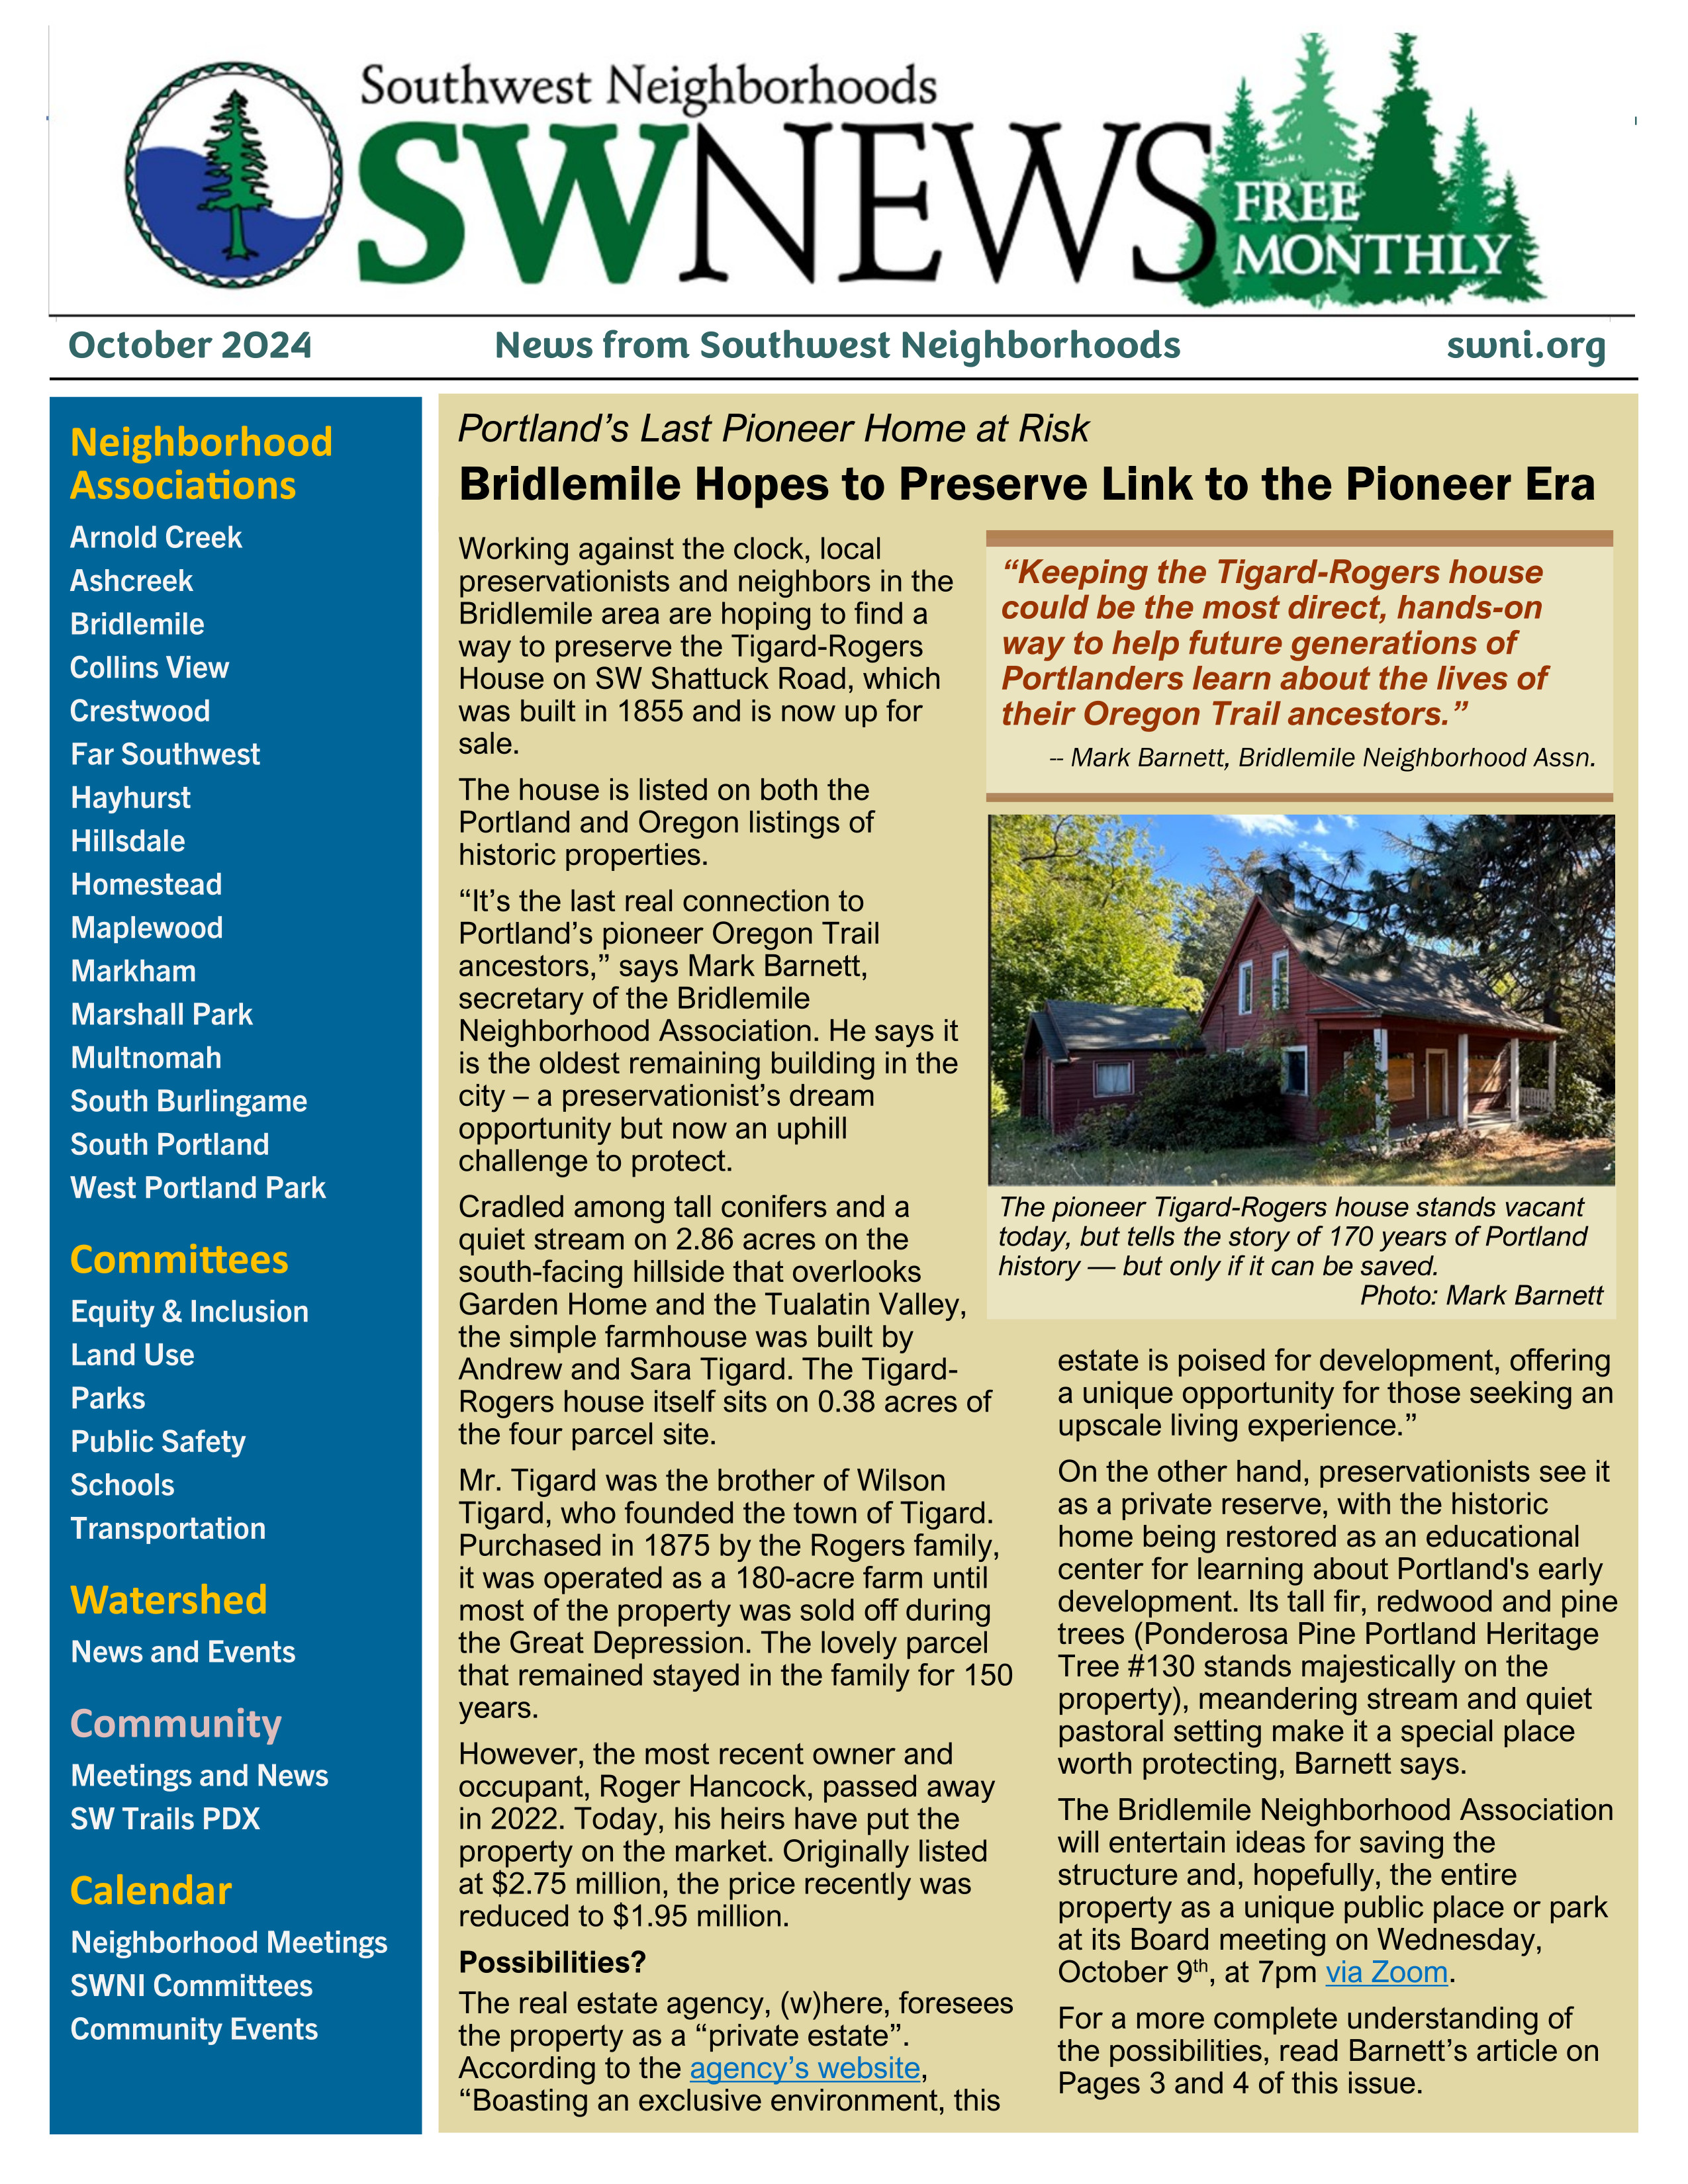 Southwest Neighborhoods
SWNEWS
FREE
MONTHLY
October 2024
News from Southwest Neighborhoods
swni.org
Neighborhood
Associations
Arnold Creek
Ashcreek
Bridlemile
Collins View
Crestwood
Far Southwest
Hayhurst
Hillsdale
Homestead
Maplewood
Markham
Marshall Park
Multnomah
South Burlingame
South Portland
West Portland Park
Committees
Equity & Inclusion
Land Use
Parks
Public Safety
Schools
Transportation
Watershed
News and Events
Community
Meetings and News
SW Trails PDX
Calendar
Neighborhood Meetings
SWNI Committees
Community Events
Portland’s Last Pioneer Home at Risk
Bridlemile Hopes to Preserve Link to the Pioneer Era
Working against the clock, local
preservationists and neighbors in the
Bridlemile area are hoping to find a
way to preserve the Tigard-Rogers
House on SW Shattuck Road, which
was built in 1855 and is now up for
sale.
The house is listed on both the
Portland and Oregon listings of
historic properties.
“It’s the last real connection to
Portland’s pioneer Oregon Trail
ancestors,” says Mark Barnett,
secretary of the Bridlemile
Neighborhood Association. He says it
is the oldest remaining building in the
city – a preservationist’s dream
opportunity but now an uphill
challenge to protect.
Cradled among tall conifers and a
quiet stream on 2.86 acres on the
south-facing hillside that overlooks
Garden Home and the Tualatin Valley,
the simple farmhouse was built by
Andrew and Sara Tigard. The Tigard-
Rogers house itself sits on 0.38 acres of
the four parcel site.
Mr. Tigard was the brother of Wilson
Tigard, who founded the town of Tigard.
Purchased in 1875 by the Rogers family,
it was operated as a 180-acre farm until
most of the property was sold off during
the Great Depression. The lovely parcel
that remained stayed in the family for 150
years.
However, the most recent owner and
occupant, Roger Hancock, passed away
in 2022. Today, his heirs have put the
property on the market. Originally listed
at $2.75 million, the price recently was
reduced to $1.95 million.
Possibilities?
The real estate agency, (w)here, foresees
the property as a “private estate”.
According to the agency’s website,
“Boasting an exclusive environment, this
“Keeping the Tigard-Rogers house
could be the most direct, hands-on
way to help future generations of
Portlanders learn about the lives of
their Oregon Trail ancestors.”
-- Mark Barnett, Bridlemile Neighborhood Assn.
The pioneer Tigard-Rogers house stands vacant
today, but tells the story of 170 years of Portland
history — but only if it can be saved.
Photo: Mark Barnett
estate is poised for development, offering
a unique opportunity for those seeking an
upscale living experience.”
On the other hand, preservationists see it
as a private reserve, with the historic
home being restored as an educational
center for learning about Portland's early
development. Its tall fir, redwood and pine
trees (Ponderosa Pine Portland Heritage
Tree #130 stands majestically on the
property), meandering stream and quiet
pastoral setting make it a special place
worth protecting, Barnett says.
The Bridlemile Neighborhood Association
will entertain ideas for saving the
structure and, hopefully, the entire
property as a unique public place or park
at its Board meeting on Wednesday,
October 9th, at 7pm via Zoom.
For a more complete understanding of
the possibilities, read Barnett’s article on
Pages 3 and 4 of this issue.